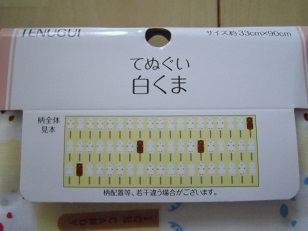 TENUGUI
サイズ約33cm×90cm
てぬぐい
白くま
柄全体
見本
柄配置等、若干違う場合がございます。
ICE CANDY